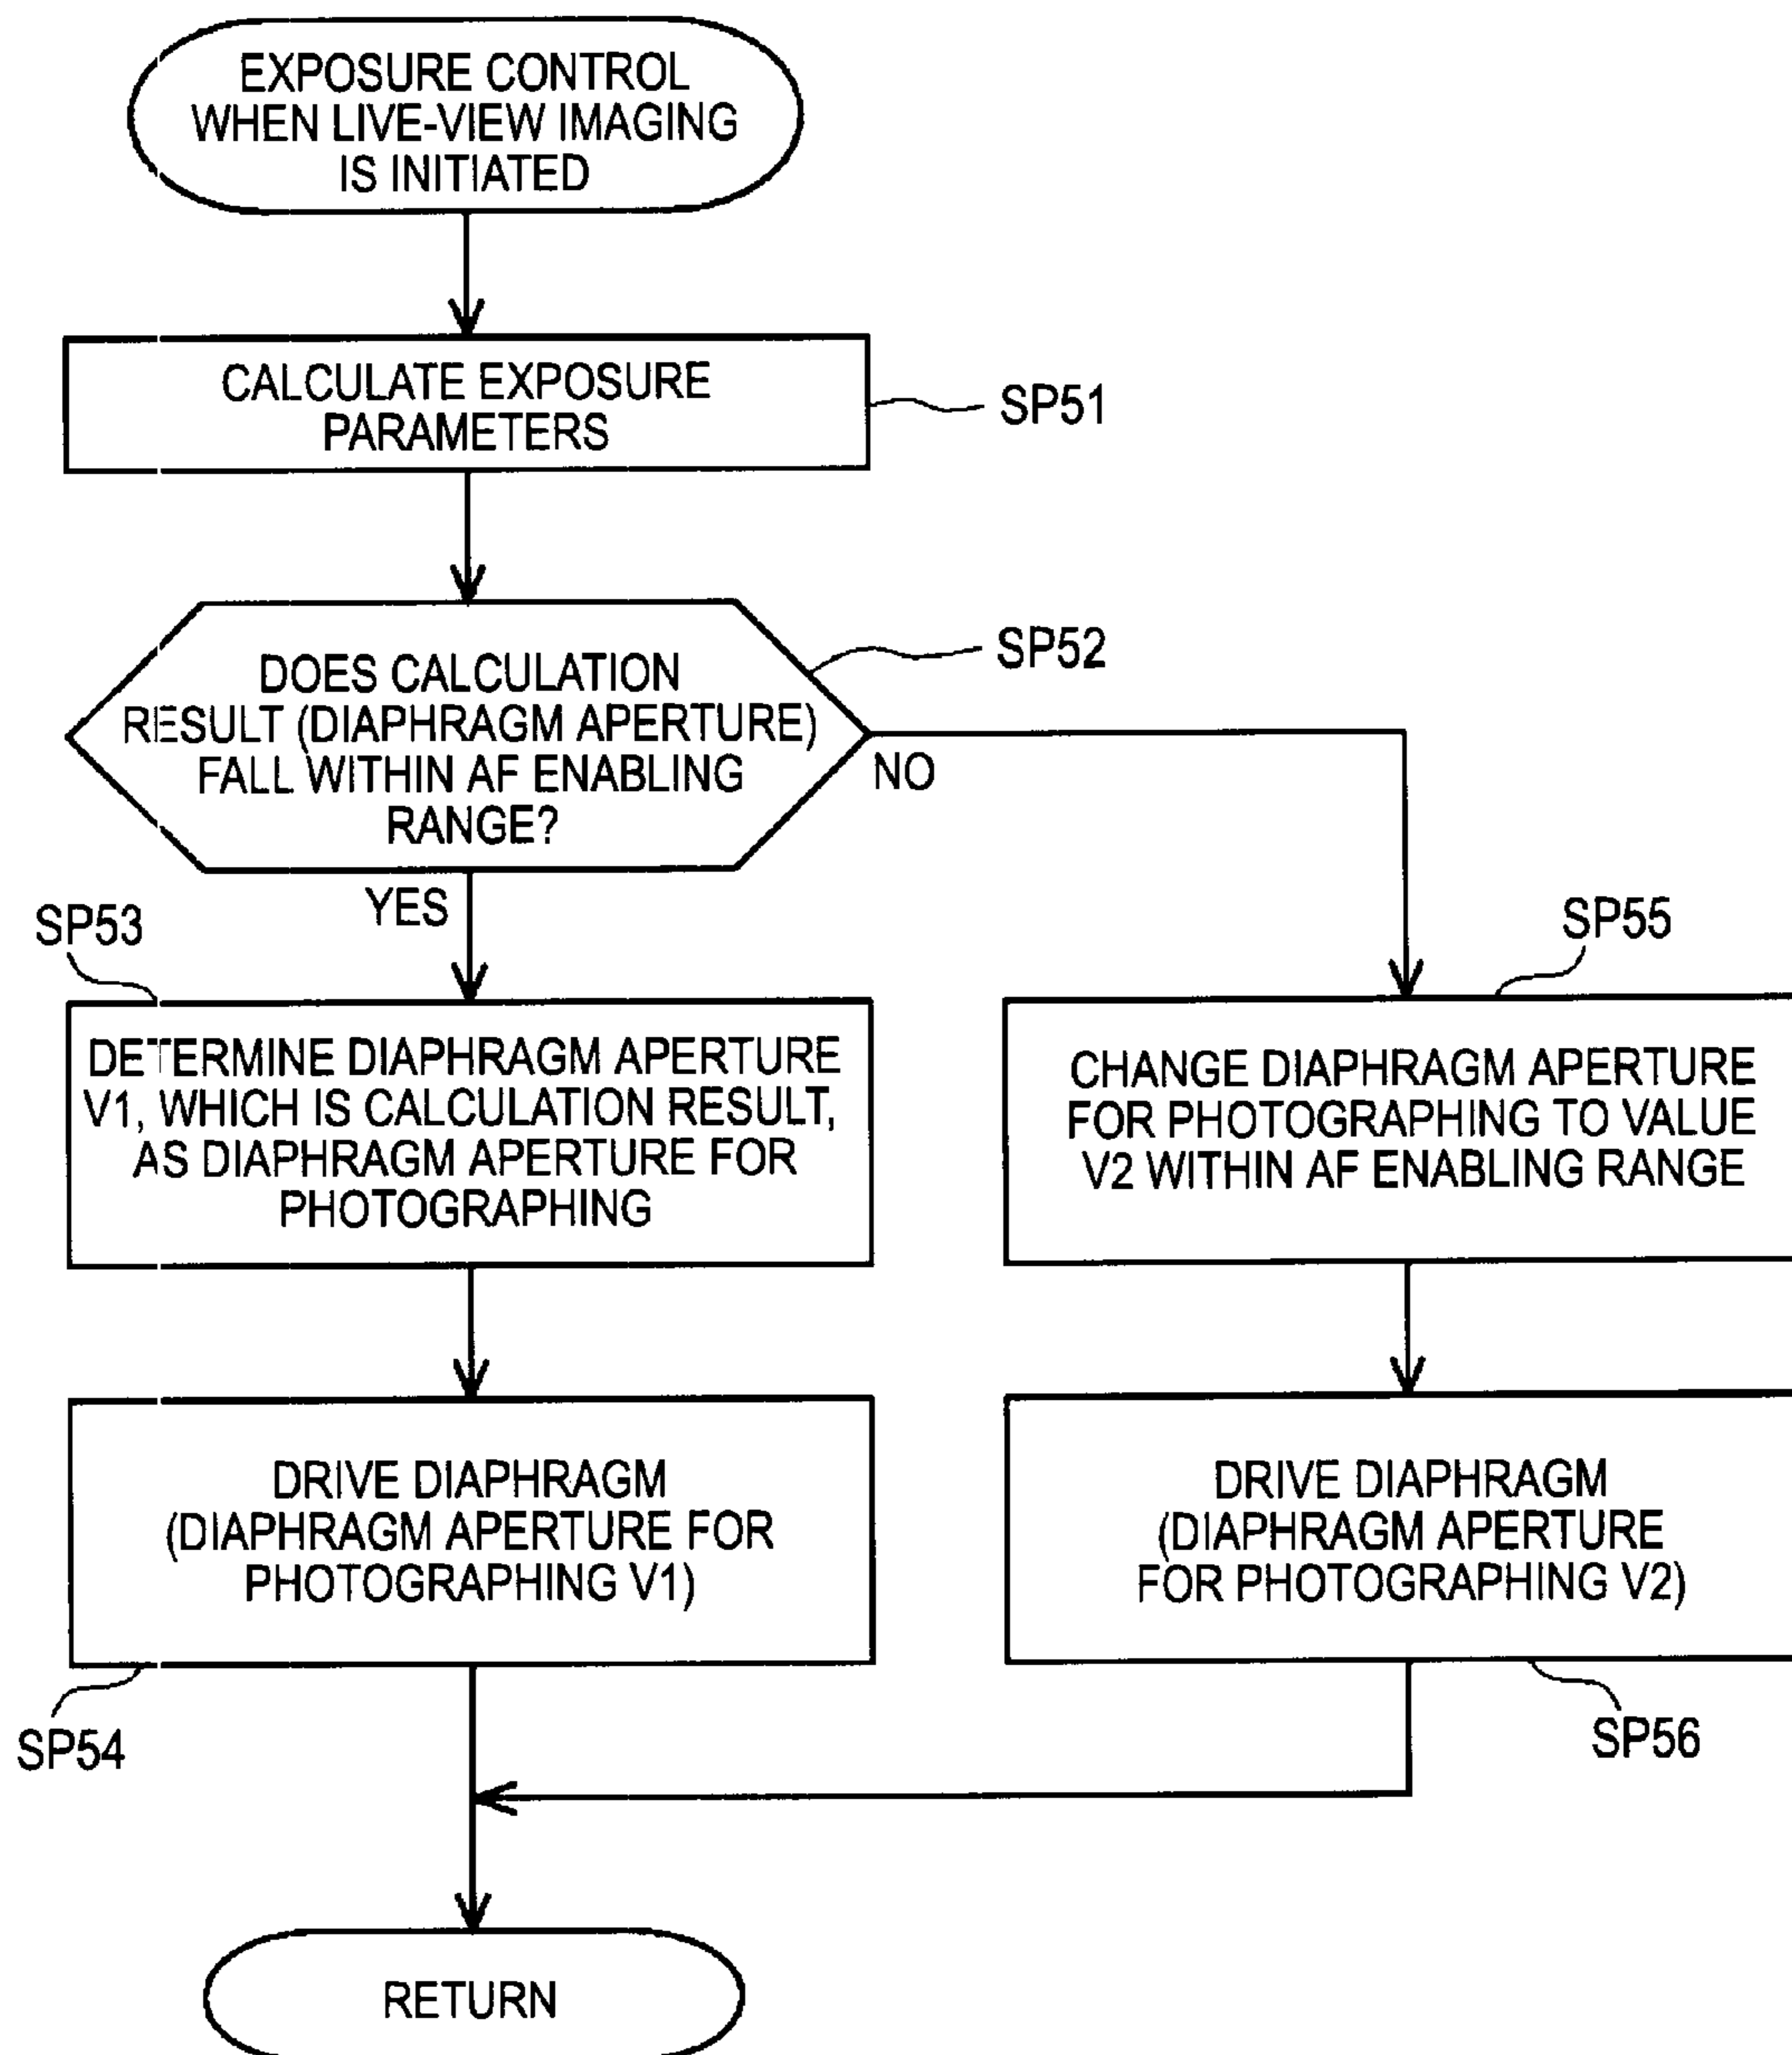 EXPOSURE CONTROL
WHEN LIVE-VIEW IMAGING
IS INITIATED
CALCULATE EXPOSURE
PARAMETERS
SP51
DOES CALCULATION
RESULT (DIAPHRAGM APERTURE)
FALL WITHIN AF ENABLING
RANGE?
SP52
NO
YES
SP53
DETERMINE DIAPHRAGM APERTURE
V1, WHICH IS CALCULATION RESULT,
AS DIAPHRAGM APERTURE FOR
PHOTOGRAPHING
SP55
CHANGE DIAPHRAGM APERTURE
FOR PHOTOGRAPHING TO VALUE
V2 WITHIN AF ENABLING RANGE
DRIVE DIAPHRAGM
(DIAPHRAGM APERTURE FOR
PHOTOGRAPHING V1)
SP54
DRIVE DIAPHRAGM
(DIAPHRAGM APERTURE
FOR PHOTOGRAPHING V2)
SP56
RETURN